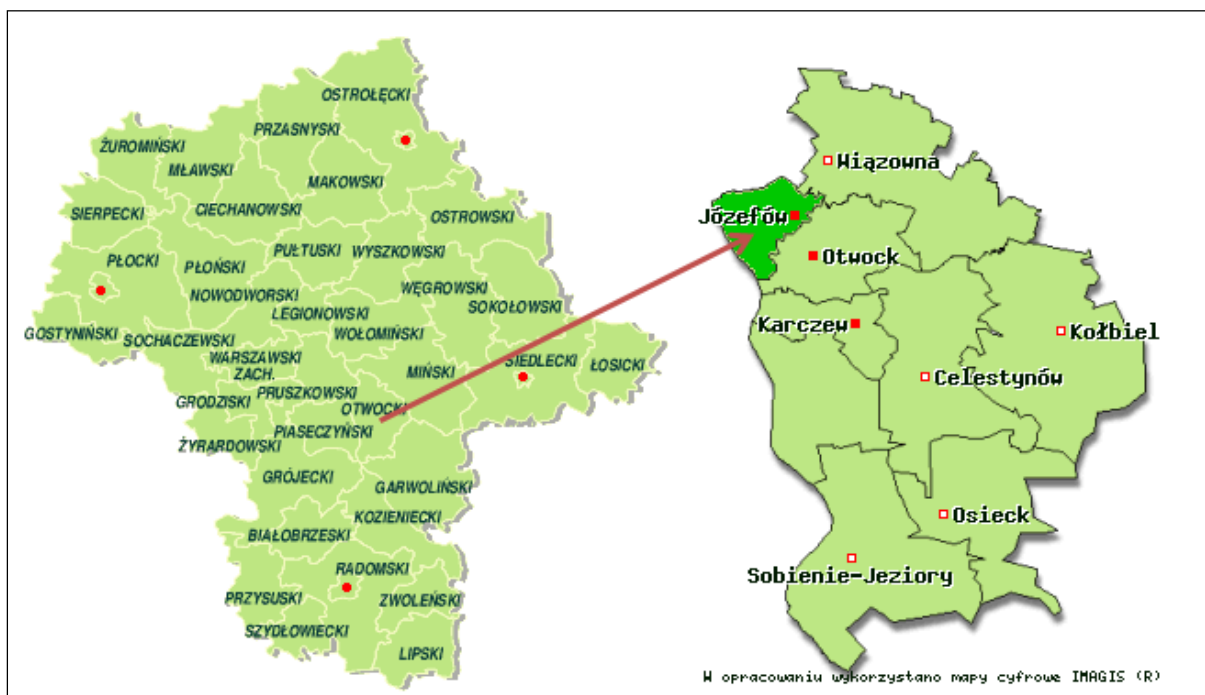 OSTROŁĘCKI
PRZASNYSKI
ŻUROMIŃSKI
MŁAWSKI
MAKOWSKI
SIERPECKI
CIECHANOWSKI
OSTROWSKI
PUŁTUSKI
WYSZKOWSKI
PŁOCKI
PŁOŃSKI
NOWODWORSKI
WĘGROWSKI
SOKOŁOWSKI
LEGIONOWSKI
GOSTYNIŃSKI
SOCHACZEWSKI
WOŁOMIŃSKI
WARSZAWSKI
ZACH.
SIEDLECKI
ŁOSICKI
MIŃSKI
PRUSZKOWSKI
GRODZISKI
OTWOCKI
PIASECZYŃSKI
ŻYRARDOWSKI
GRÓJECKI
GARWOLIŃSKI
KOZIENICKI
BIAŁOBRZESKI
RADOMSKI
PRZYSUSKI
ZWOLEŃSKI
SZYDŁOWIECKI
LIPSKI
Wiązowna
Józefów
Otwock
Karczew
Kołbiel
Celestynów
Osieck
Sobienie-Jeziory
W opracowaniu wykorzystano mapy cyfrowe IMAGIS (R)